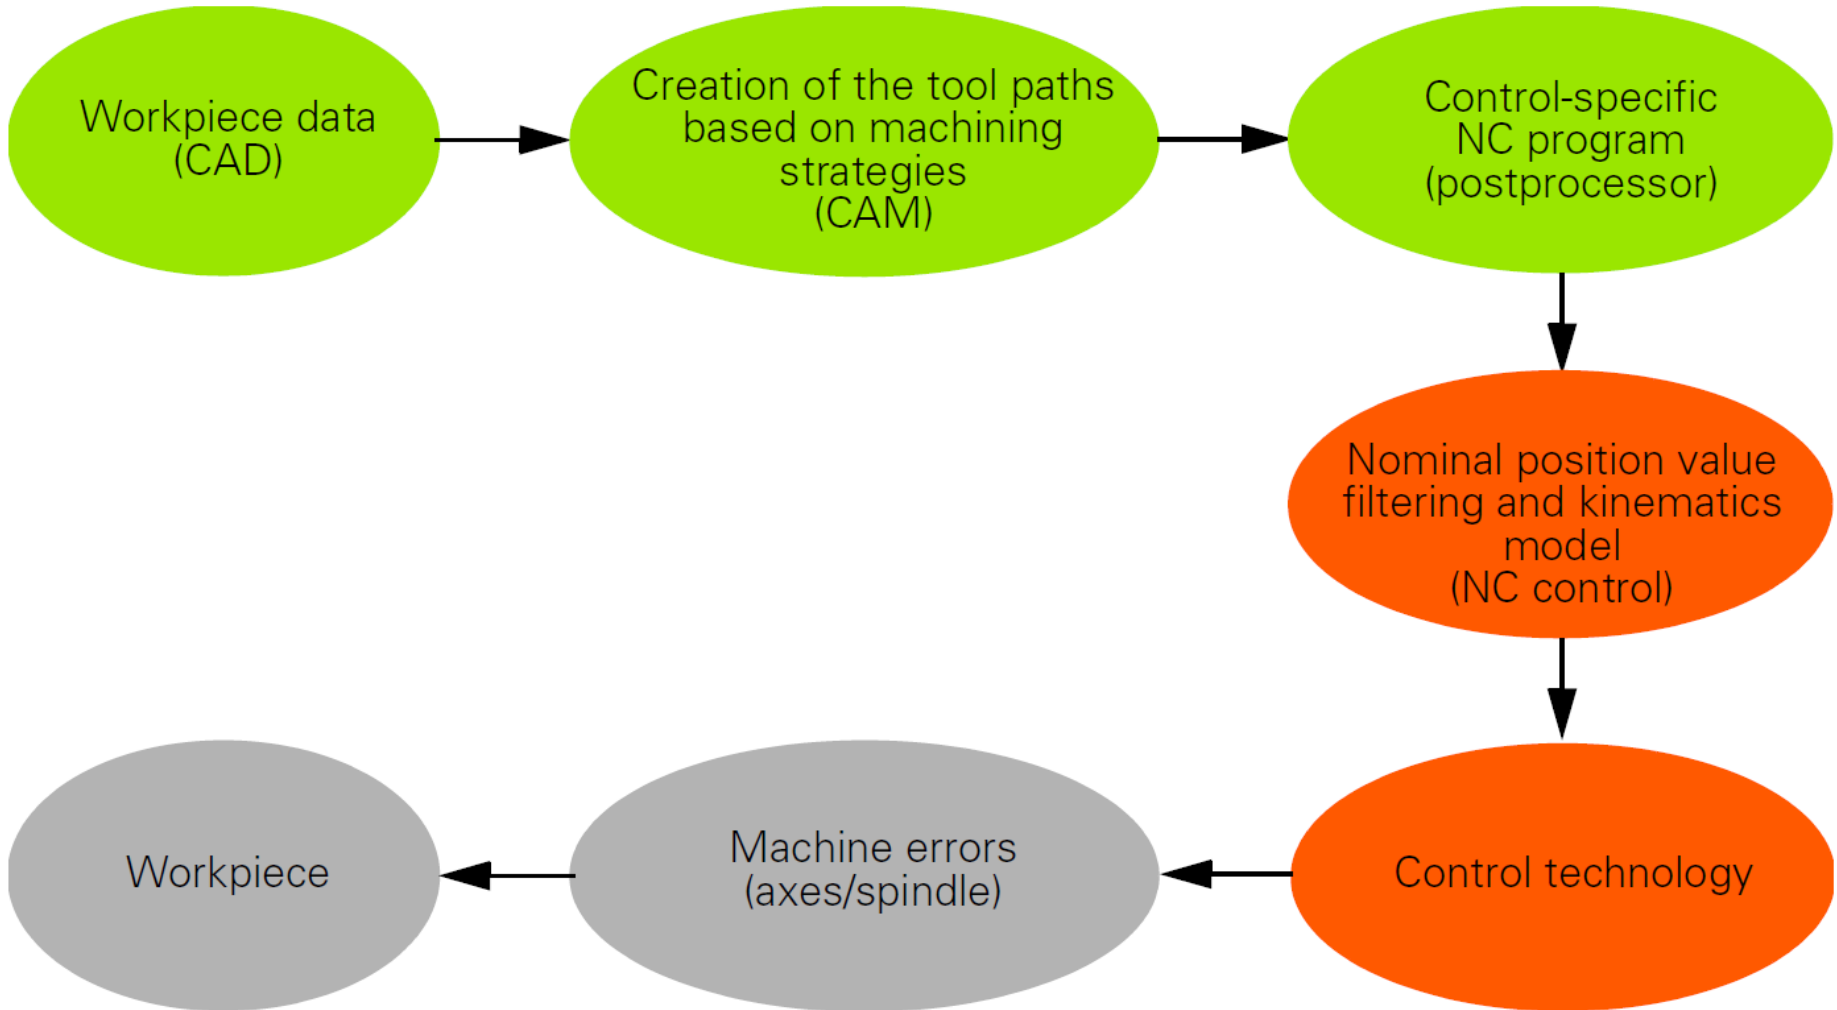 Workpiece data
(CAD)
Creation of the tool paths
based on machining
strategies
(CAM)
Control-specific
NC program
(postprocessor)
Nominal position value
filtering and kinematics
model
(NC control)
Control technology
Machine errors
(axes/spindle)
Workpiece